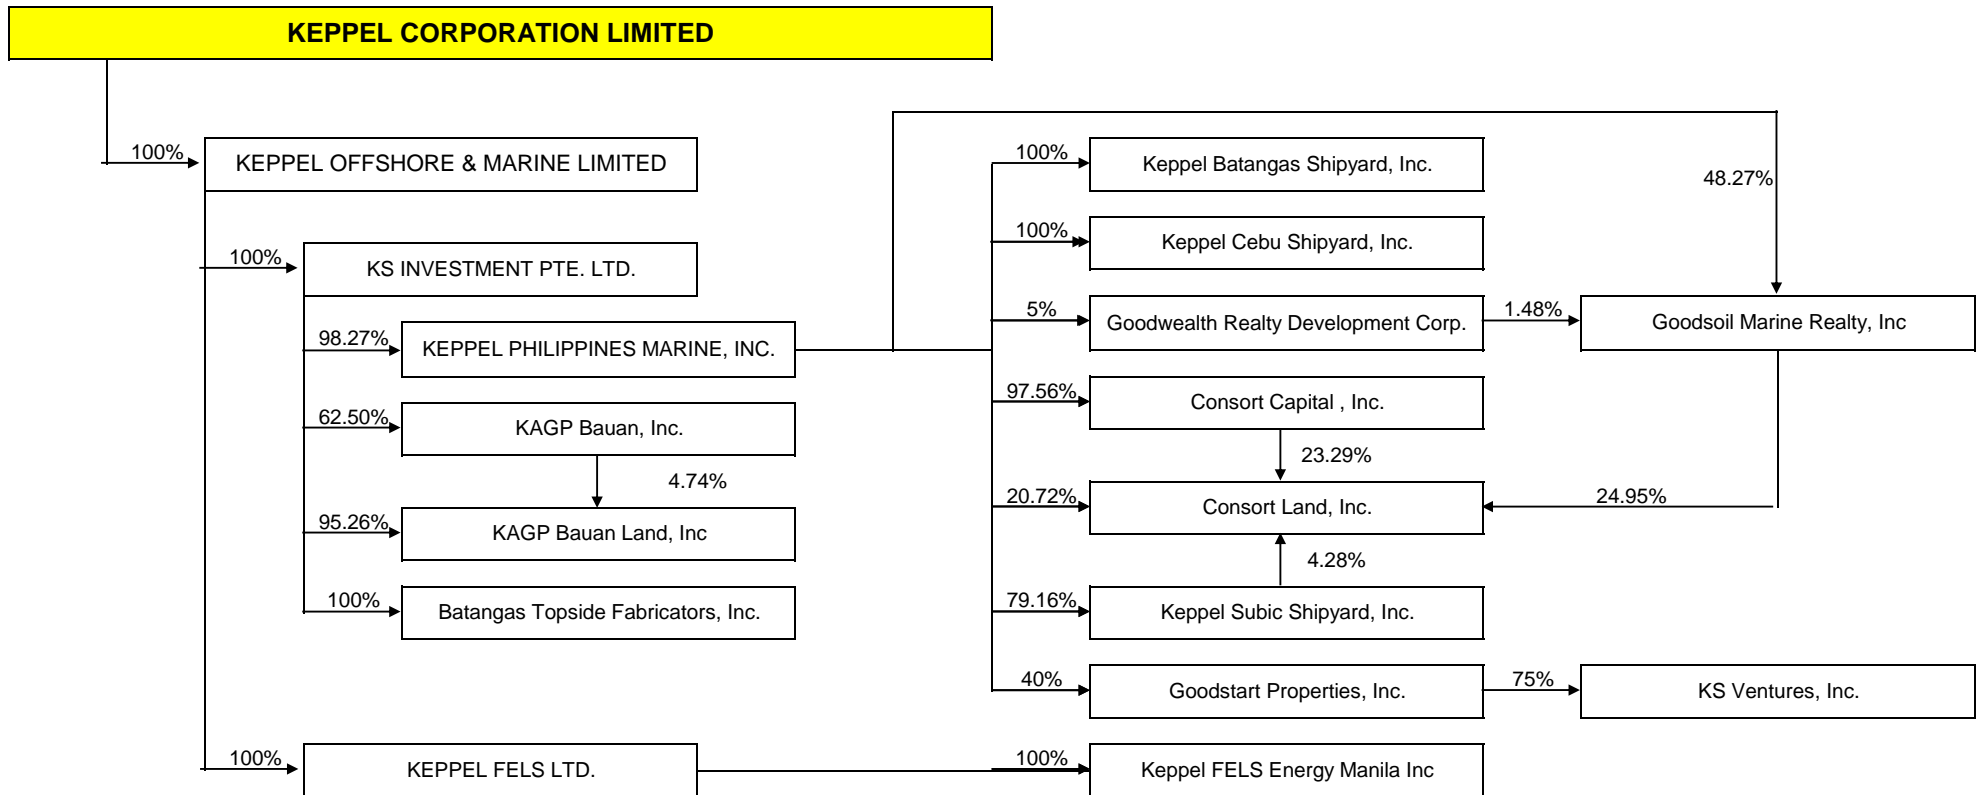 KEPPEL CORPORATION LIMITED
100%
KEPPEL OFFSHORE & MARINE LIMITED
100%
Keppel Batangas Shipyard, Inc.
48.27%
100%
KS INVESTMENT PTE. LTD.
100%
Keppel Cebu Shipyard, Inc.
98.27%
KEPPEL PHILIPPINES MARINE, INC.
5%
Goodwealth Realty Development Corp.
1.48%
Goodsoil Marine Realty, Inc
62.50%
KAGP Bauan, Inc.
97.56%
Consort Capital , Inc.
4.74%
23.29%
95.26%
KAGP Bauan Land, Inc
20.72%
Consort Land, Inc.
24.95%
4.28%
100%
Batangas Topside Fabricators, Inc.
79.16%
Keppel Subic Shipyard, Inc.
40%
Goodstart Properties, Inc.
75%
KS Ventures, Inc.
100%
KEPPEL FELS LTD.
100%
Keppel FELS Energy Manila Inc